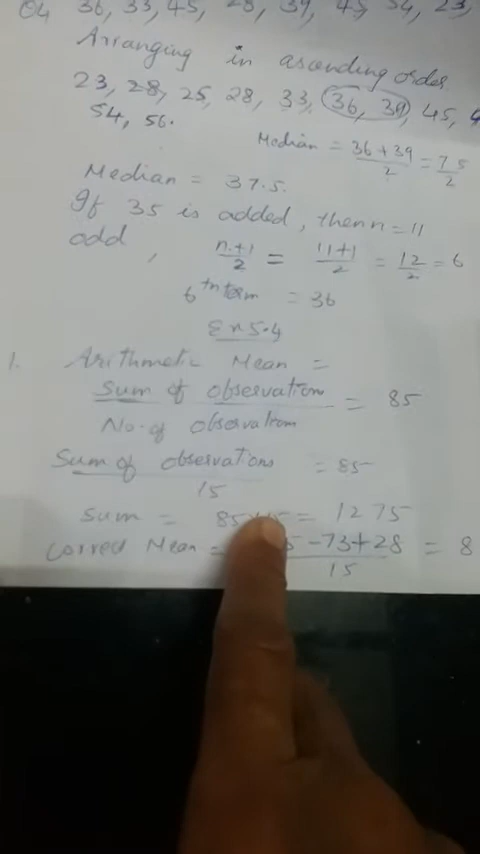 04 36, 33, 45, 28, 39, 45, 54, 23,
Arranging in ascending order
23, 28, 25, 28, 33, 36, 39, 45,
54, 56.
Median = 36+39/2 = 75/2
Median = 37.5.
If 35 is added, then n = 11
odd, n+1/2 = 11+1/2 = 12/2 = 6
6th term = 36
Ex 5.4
1. Arithmetic Mean =
Sum of observation/No. of observation = 85
Sum of observations/15 = 85
Sum = 85 = 1275
Correct Mean = 5 - 73 + 28/15 = 8